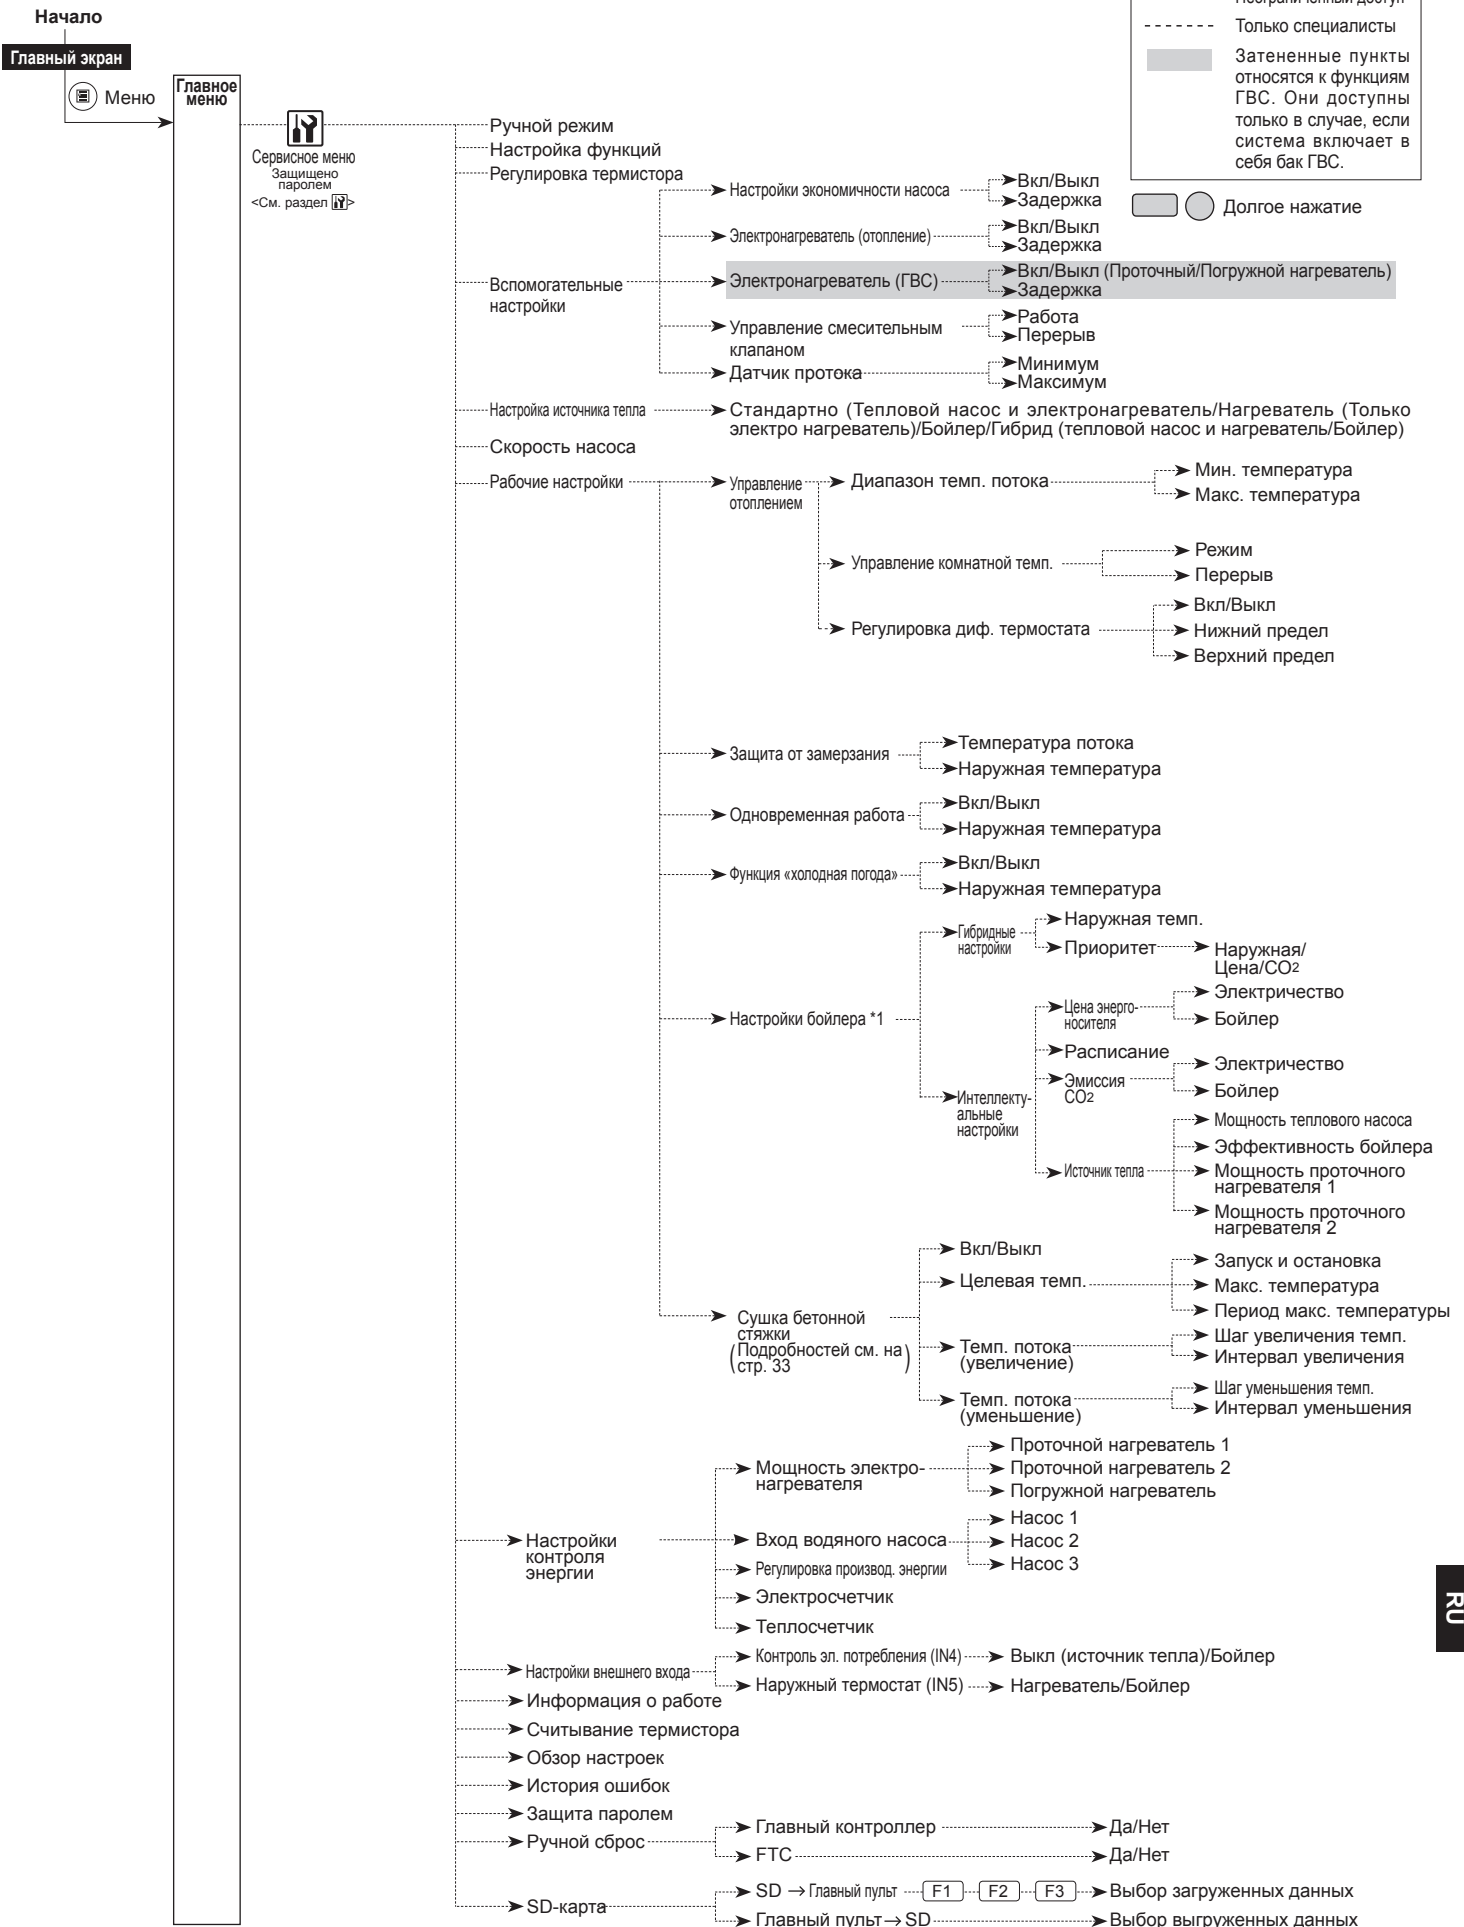 Начало
Главный экран
Меню
Главное
меню
Неограниченный доступ
Только специалисты
Затененные пункты
относятся к функциям
ГВС. Они доступны
только в случае, если
система включает в
себя бак ГВС.
Долгое нажатие
Сервисное меню
Защищено
паролем
<См. раздел >
Ручной режим
Настройка функций
Регулировка термистора
Вспомогательные
настройки
Настройки экономичности насоса
Вкл/Выкл
Задержка
Электронагреватель (отопление)
Вкл/Выкл
Задержка
Электронагреватель (ГВС)
Вкл/Выкл (Проточный/Погружной нагреватель)
Задержка
Управление смесительным
клапаном
Работа
Перерыв
Датчик протока
Минимум
Максимум
Настройка источника тепла
Стандартно (Тепловой насос и электронагреватель/Нагреватель (Только
электро нагреватель)/Бойлер/Гибрид (тепловой насос и нагреватель/Бойлер)
Скорость насоса
Рабочие настройки
Управление
отоплением
Диапазон темп. потока
Мин. температура
Макс. температура
Управление комнатной темп.
Режим
Перерыв
Регулировка диф. термостата
Вкл/Выкл
Нижний предел
Верхний предел
Защита от замерзания
Температура потока
Наружная температура
Одновременная работа
Вкл/Выкл
Наружная температура
Функция «холодная погода»
Вкл/Выкл
Наружная температура
Настройки бойлера *1
Гибридные
настройки
Наружная темп.
Приоритет
Наружная/
Цена/CO2
Интеллекту-
альные
настройки
Цена энерго-
носителя
Электричество
Бойлер
Расписание
Эмиссия
CO2
Электричество
Бойлер
Источник тепла
Мощность теплового насоса
Эффективность бойлера
Мощность проточного
нагревателя 1
Мощность проточного
нагревателя 2
Сушка бетонной
стяжки
(Подробностей см. на
стр. 33)
Вкл/Выкл
Целевая темп.
Запуск и остановка
Макс. температура
Период макс. температуры
Темп. потока
(увеличение)
Шаг увеличения темп.
Интервал увеличения
Темп. потока
(уменьшение)
Шаг уменьшения темп.
Интервал уменьшения
Настройки
контроля
энергии
Мощность электро-
нагревателя
Проточной нагреватель 1
Проточной нагреватель 2
Погружной нагреватель
Вход водяного насоса
Насос 1
Насос 2
Насос 3
Регулировка производ. энергии
Электросчетчик
Теплосчетчик
Настройки внешнего входа
Контроль эл. потребления (IN4)
Выкл (источник тепла)/Бойлер
Наружный термостат (IN5)
Нагреватель/Бойлер
Информация о работе
Считывание термистора
Обзор настроек
История ошибок
Защита паролем
Ручной сброс
Главный контроллер
Да/Нет
FTC
Да/Нет
SD-карта
SD → Главный пульт
F1
F2
F3
Выбор загруженных данных
Главный пульт → SD
Выбор выгруженных данных
RU